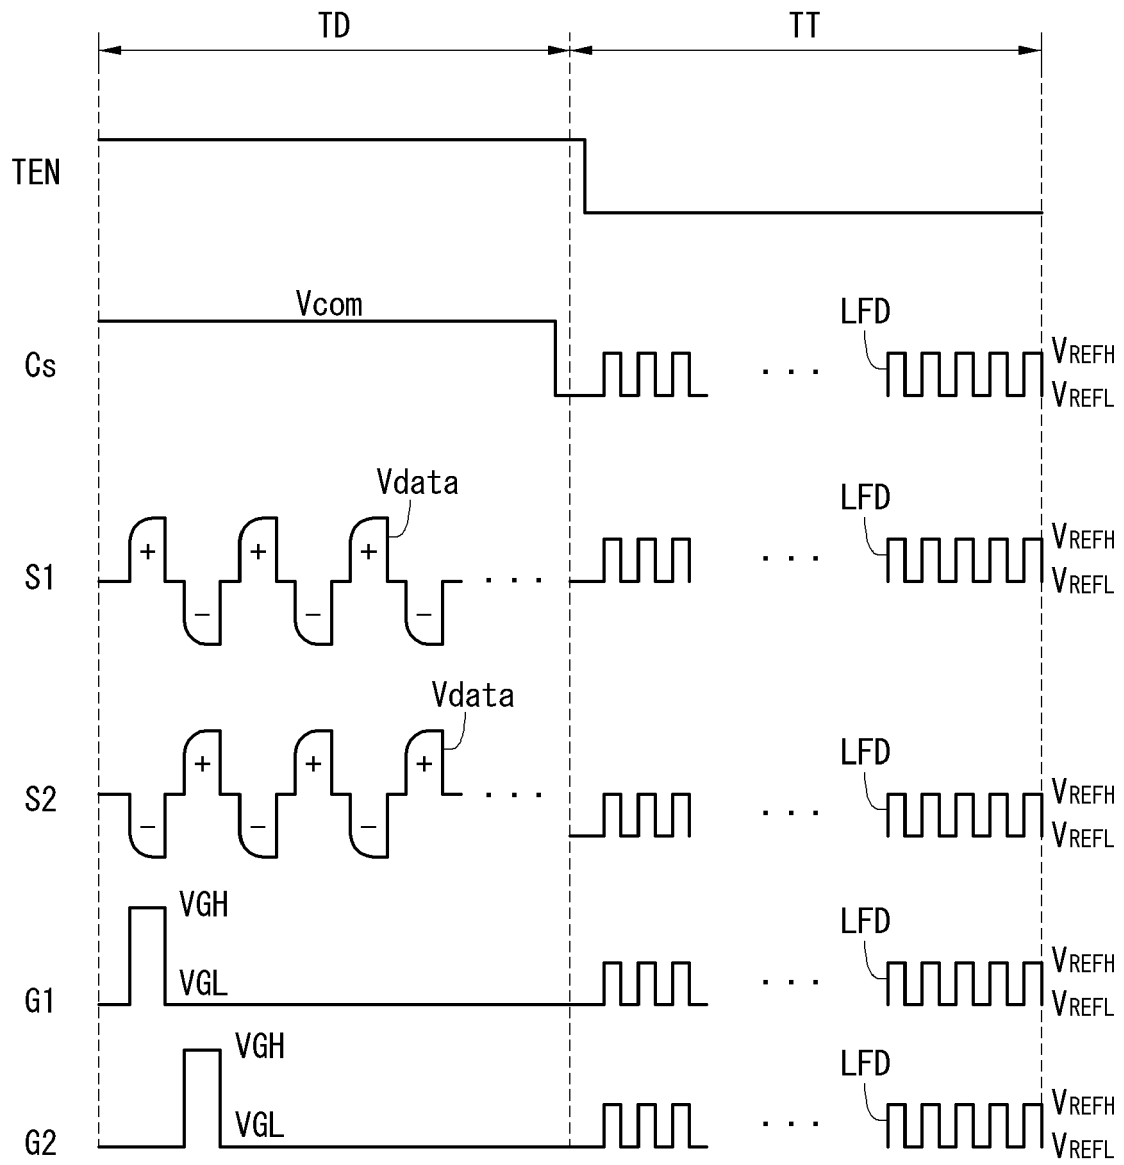 TD TT
TEN
Vcom LFD
Cs VREFH
. . . VREFL
Vdata LFD
+ + + VREFH
S1 . . . . . . VREFL
− − −
Vdata
+ + + LFD
S2 . . . . . . VREFH
− − − VREFL
VGH LFD
VREFH
VGL . . .
G1 VREFL
VGH LFD
VREFH
VGL . . .
G2 VREFL